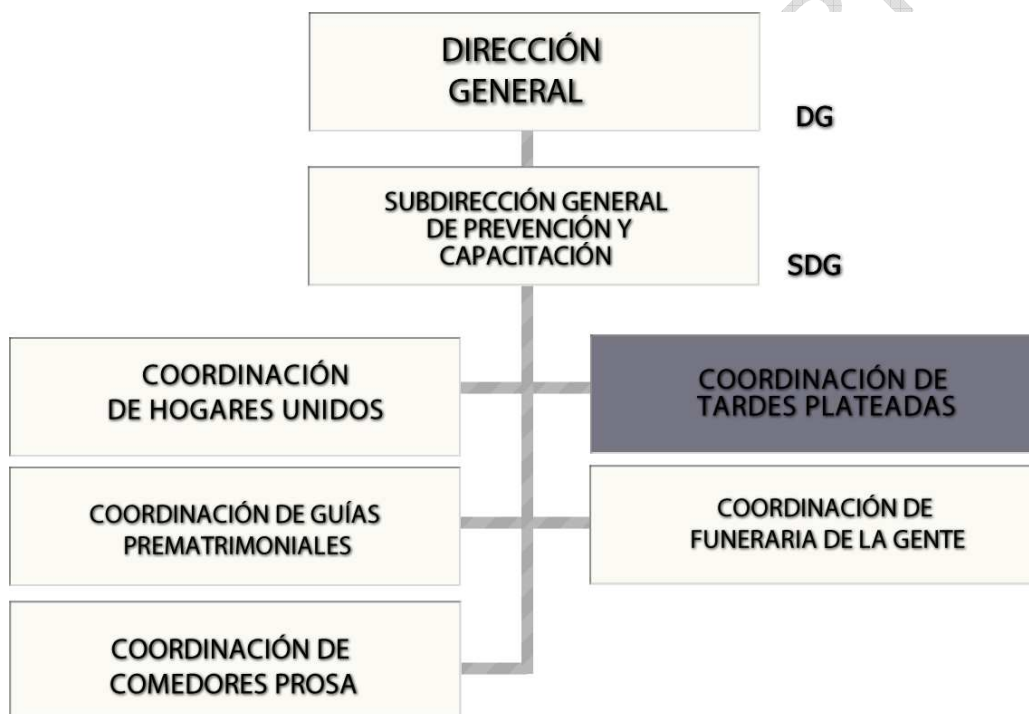 DIRECCIÓN
GENERAL
DG
SUBDIRECCIÓN GENERAL
DE PREVENCIÓN Y
CAPACITACIÓN
SDG
COORDINACIÓN
DE HOGARES UNIDOS
COORDINACIÓN DE
TARDES PLATEADAS
COORDINACIÓN DE GUÍAS
PREMATRIMONIALES
COORDINACIÓN DE
FUNERARIA DE LA GENTE
COORDINACIÓN DE
COMEDORES PROSA